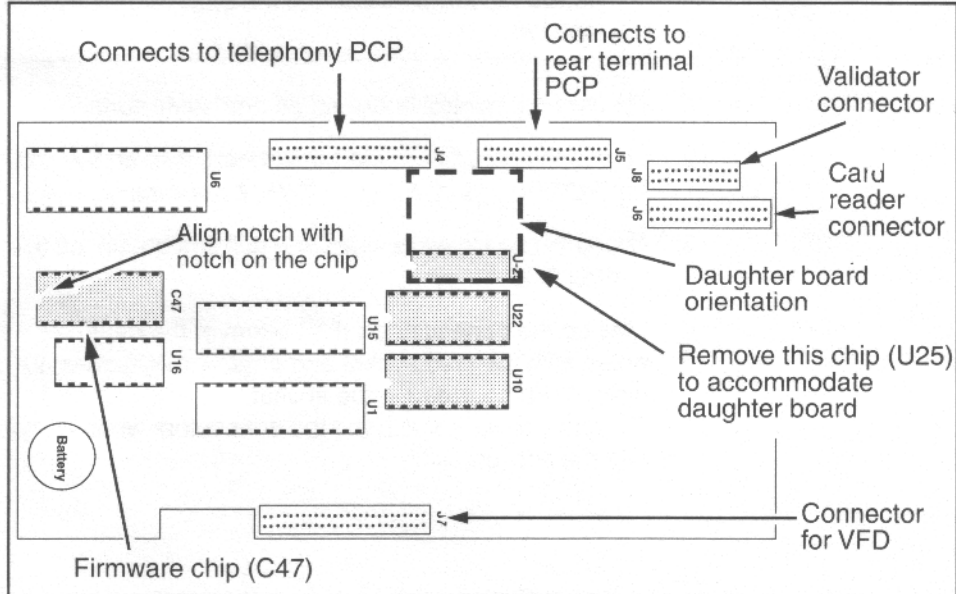 Connects to telephony PCP
Connects to
rear terminal
PCP
Validator
connector
J4
J5
J8
U6
J6
Card
reader
connector
Align notch with
notch on the chip
Daughter board
orientation
C47
U15
U22
U16
Remove this chip (U25)
to accommodate
daughter board
U1
U10
Battery
J7
Connector
for VFD
Firmware chip (C47)